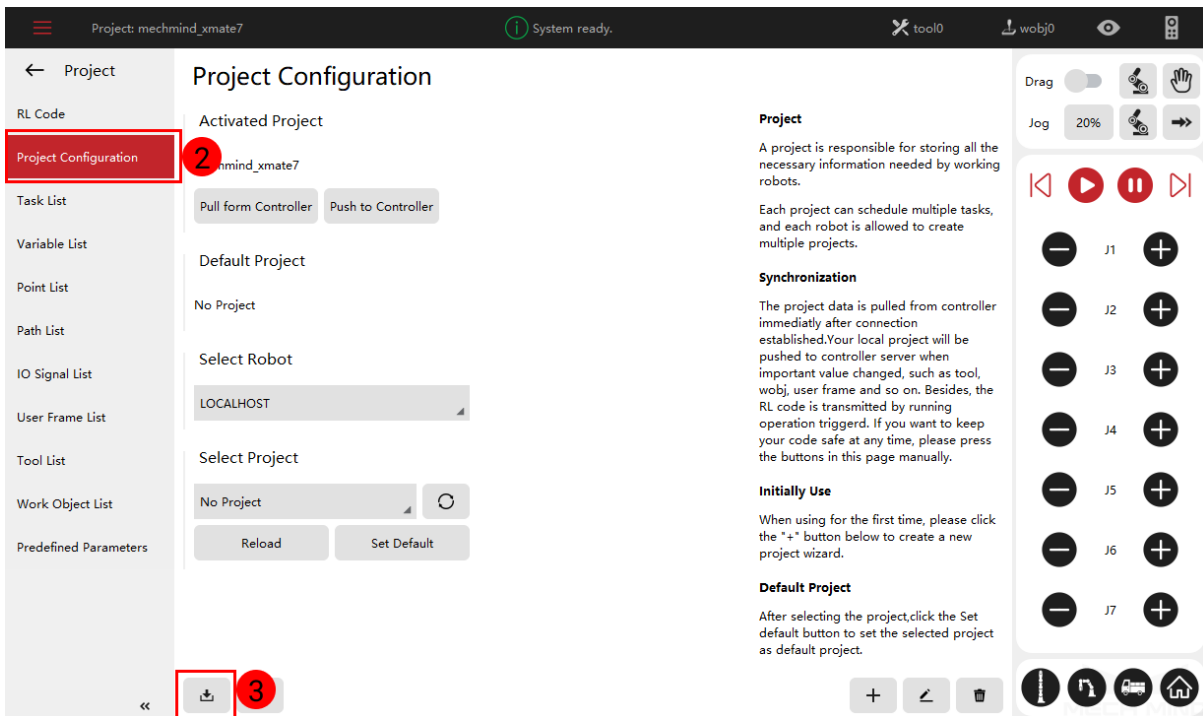 Project: mechmind_xmate7
System ready.
tool0
wobj0
Project
RL Code
Project Configuration
Task List
Variable List
Point List
Path List
IO Signal List
User Frame List
Tool List
Work Object List
Predefined Parameters
«
2
3
Project Configuration
Activated Project
hmind_xmate7
Pull form Controller
Push to Controller
Default Project
No Project
Select Robot
LOCALHOST
Select Project
No Project
Reload
Set Default
Project
A project is responsible for storing all the
necessary information needed by working
robots.
Each project can schedule multiple tasks,
and each robot is allowed to create
multiple projects.
Synchronization
The project data is pulled from controller
immediatly after connection
established.Your local project will be
pushed to controller server when
important value changed, such as tool,
wobj, user frame and so on. Besides, the
RL code is transmitted by running
operation triggerd. If you want to keep
your code safe at any time, please press
the buttons in this page manually.
Initially Use
When using for the first time, please click
the "+" button below to create a new
project wizard.
Default Project
After selecting the project,click the Set
default button to set the selected project
as default project.
Drag
Jog
20%
J1
J2
J3
J4
J5
J6
J7